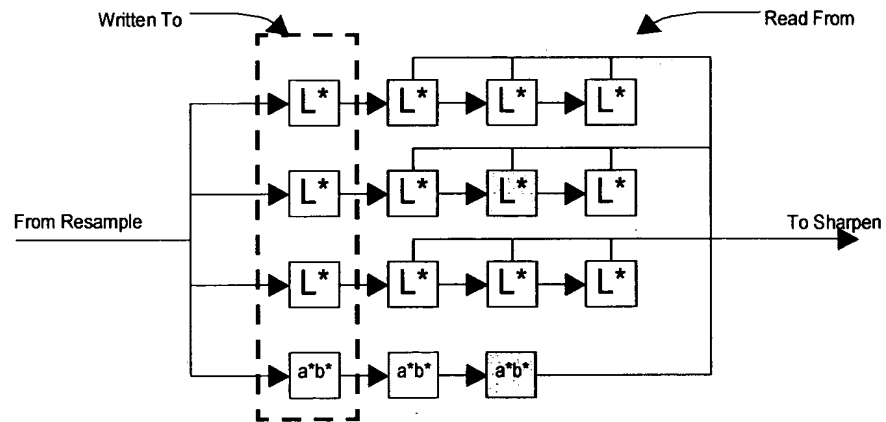 Written To
Read From
L* L* L* L*
L* L* L* L*
From Resample
To Sharpen
L* L* L* L*
a*b* a*b* a*b*